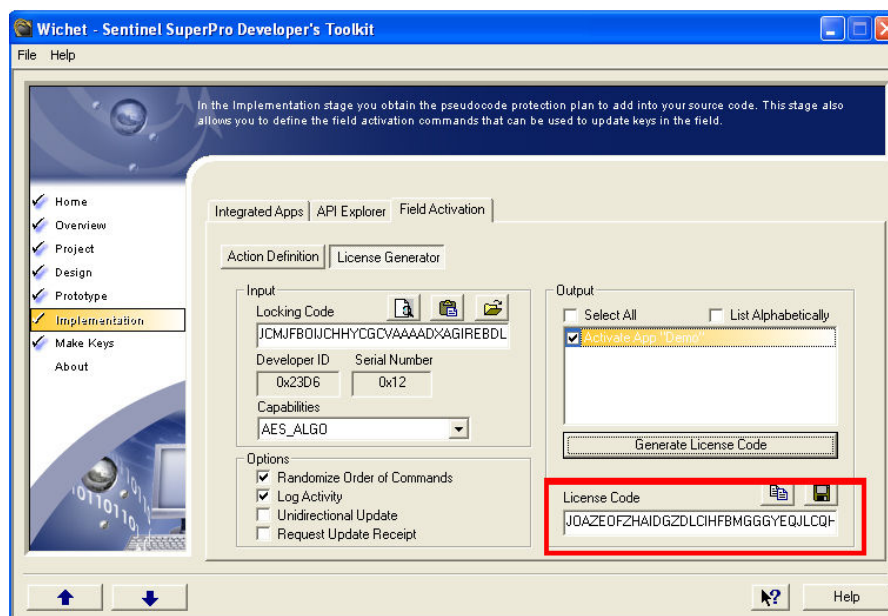 Wichet - Sentinel SuperPro Developer's Toolkit
File Help
In the Implementation stage you obtain the pseudocode protection plan to add into your source code. This stage also
allows you to define the field activation commands that can be used to update keys in the field.
Home
Overview
Project
Design
Prototype
Implementation
Make Keys
About
Integrated Apps API Explorer Field Activation
Action Definition License Generator
Input
Locking Code
JCMJFBOIJCHHYCGCVAAAADXAGIREBDL
Developer ID Serial Number
0x23D6 0x12
Capabilities
AES_ALGO
Options
Randomize Order of Commands
Log Activity
Unidirectional Update
Request Update Receipt
Output
Select All List Alphabetically
Activate App "Demo"
Generate License Code
License Code
JOAZEOFZHAIDGZDLCIHFBMGGGYEQJLCQH
Help